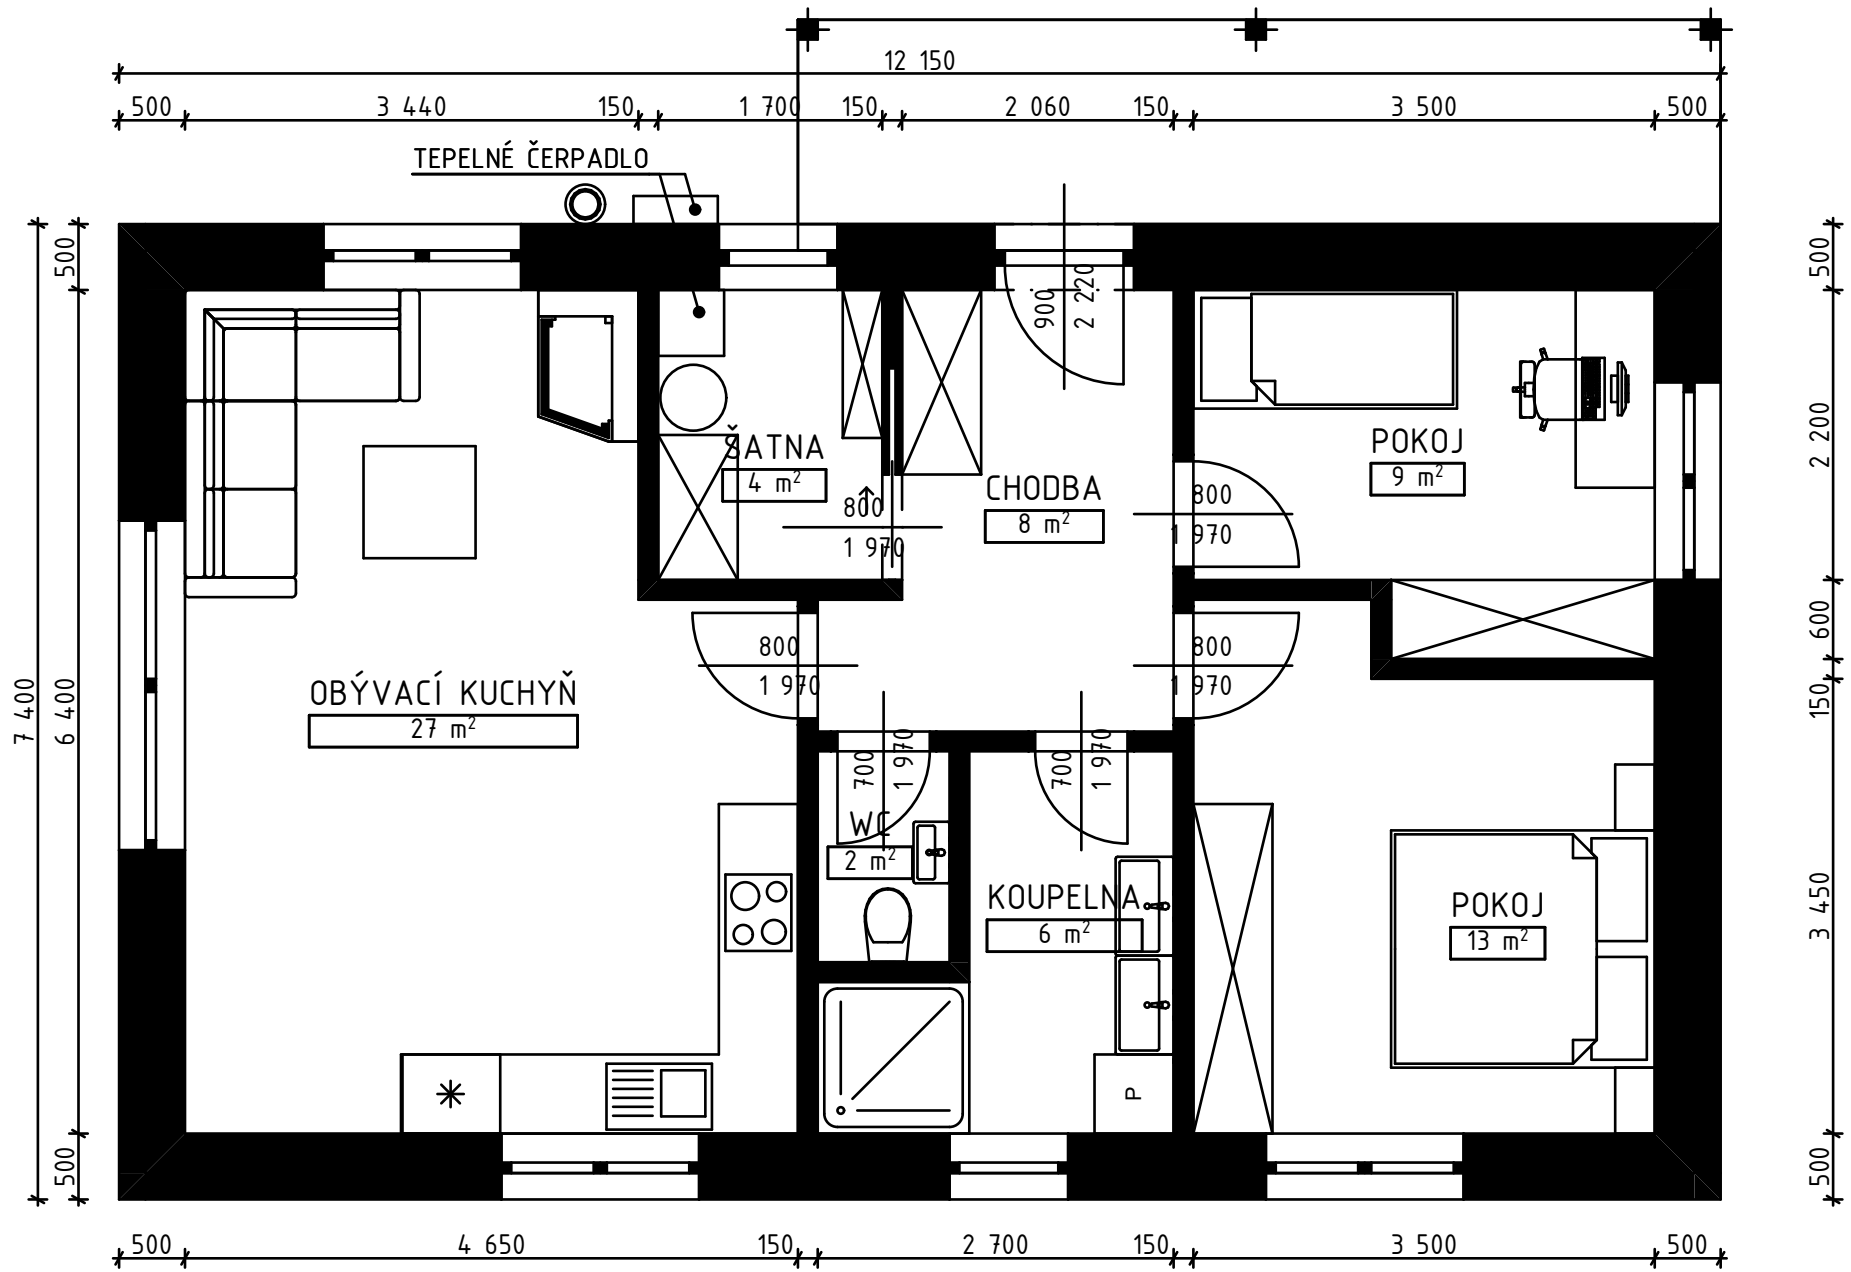 12 150
500 3 440 150 1 700 150 2 060 150 3 500 500
TEPELNÉ ČERPADLO
7 400
500
6 400
500
500
2 200
600
150
3 450
500
900
2 220
ŠATNA
4 m²
800
1 970
CHODBA
8 m²
POKOJ
9 m²
800
1 970
OBÝVACÍ KUCHYŇ
27 m²
800
1 970
800
1 970
700
1 970
700
1 970
WC
2 m²
KOUPELNA
6 m²
POKOJ
13 m²
P
500 4 650 150 2 700 150 3 500 500